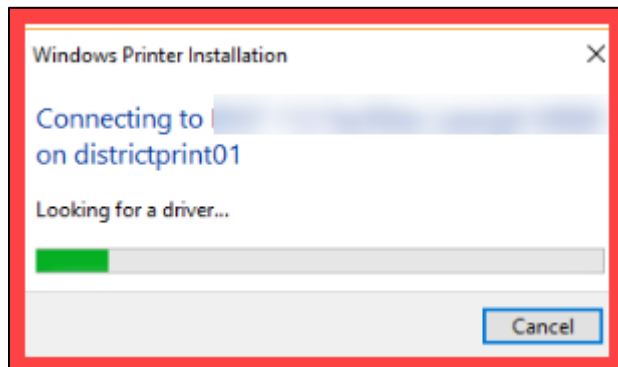 Windows Printer Installation
Connecting to
on districtprint01
Looking for a driver...
Cancel